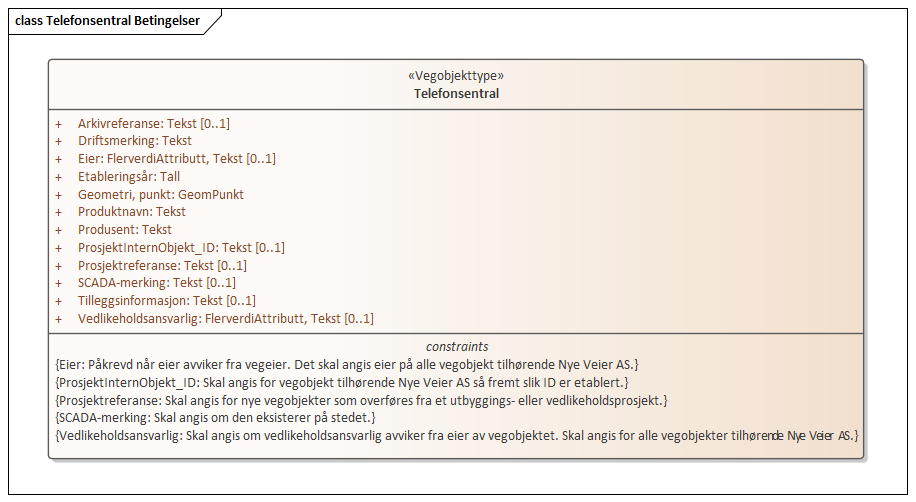 class Telefonsentral Betingelser
«Vegobjekttype»
Telefonsentral
+ Arkivreferanse: Tekst [0..1]
+ Driftsmerking: Tekst
+ Eier: FlerverdiAttributt, Tekst [0..1]
+ Etableringsår: Tall
+ Geometri, punkt: GeomPunkt
+ Produktnavn: Tekst
+ Produsent: Tekst
+ ProsjektInternObjekt_ID: Tekst [0..1]
+ Prosjektreferanse: Tekst [0..1]
+ SCADA-merking: Tekst [0..1]
+ Tilleggsinformasjon: Tekst [0..1]
+ Vedlikeholdsansvarlig: FlerverdiAttributt, Tekst [0..1]
constraints
{Eier: Påkrevd når eier avviker fra vegeier. Det skal angis eier på alle vegobjekt tilhørende Nye Veier AS.}
{ProsjektInternObjekt_ID: Skal angis for vegobjekt tilhørende Nye Veier AS så fremt slik ID er etablert.}
{Prosjektreferanse: Skal angis for nye vegobjekter som overføres fra et utbyggings- eller vedlikeholdsprosjekt.}
{SCADA-merking: Skal angis om den eksisterer på stedet.}
{Vedlikeholdsansvarlig: Skal angis om vedlikeholdsansvarlig avviker fra eier av vegobjektet. Skal angis for alle vegobjekter tilhørende Nye Veier AS.}